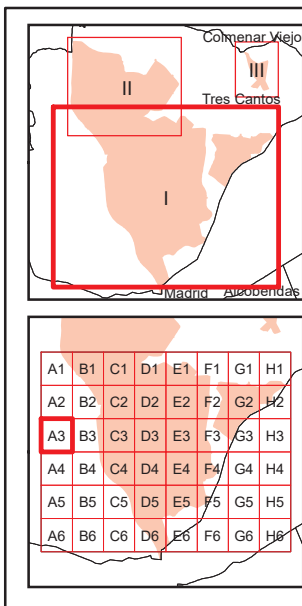 Colmenar Viejo
II
III
Tres Cantos
I
Madrid
Alcobendas
A1 B1 C1 D1 E1 F1 G1 H1
A2 B2 C2 D2 E2 F2 G2 H2
A3 B3 C3 D3 E3 F3 G3 H3
A4 B4 C4 D4 E4 F4 G4 H4
A5 B5 C5 D5 E5 F5 G5 H5
A6 B6 C6 D6 E6 F6 G6 H6